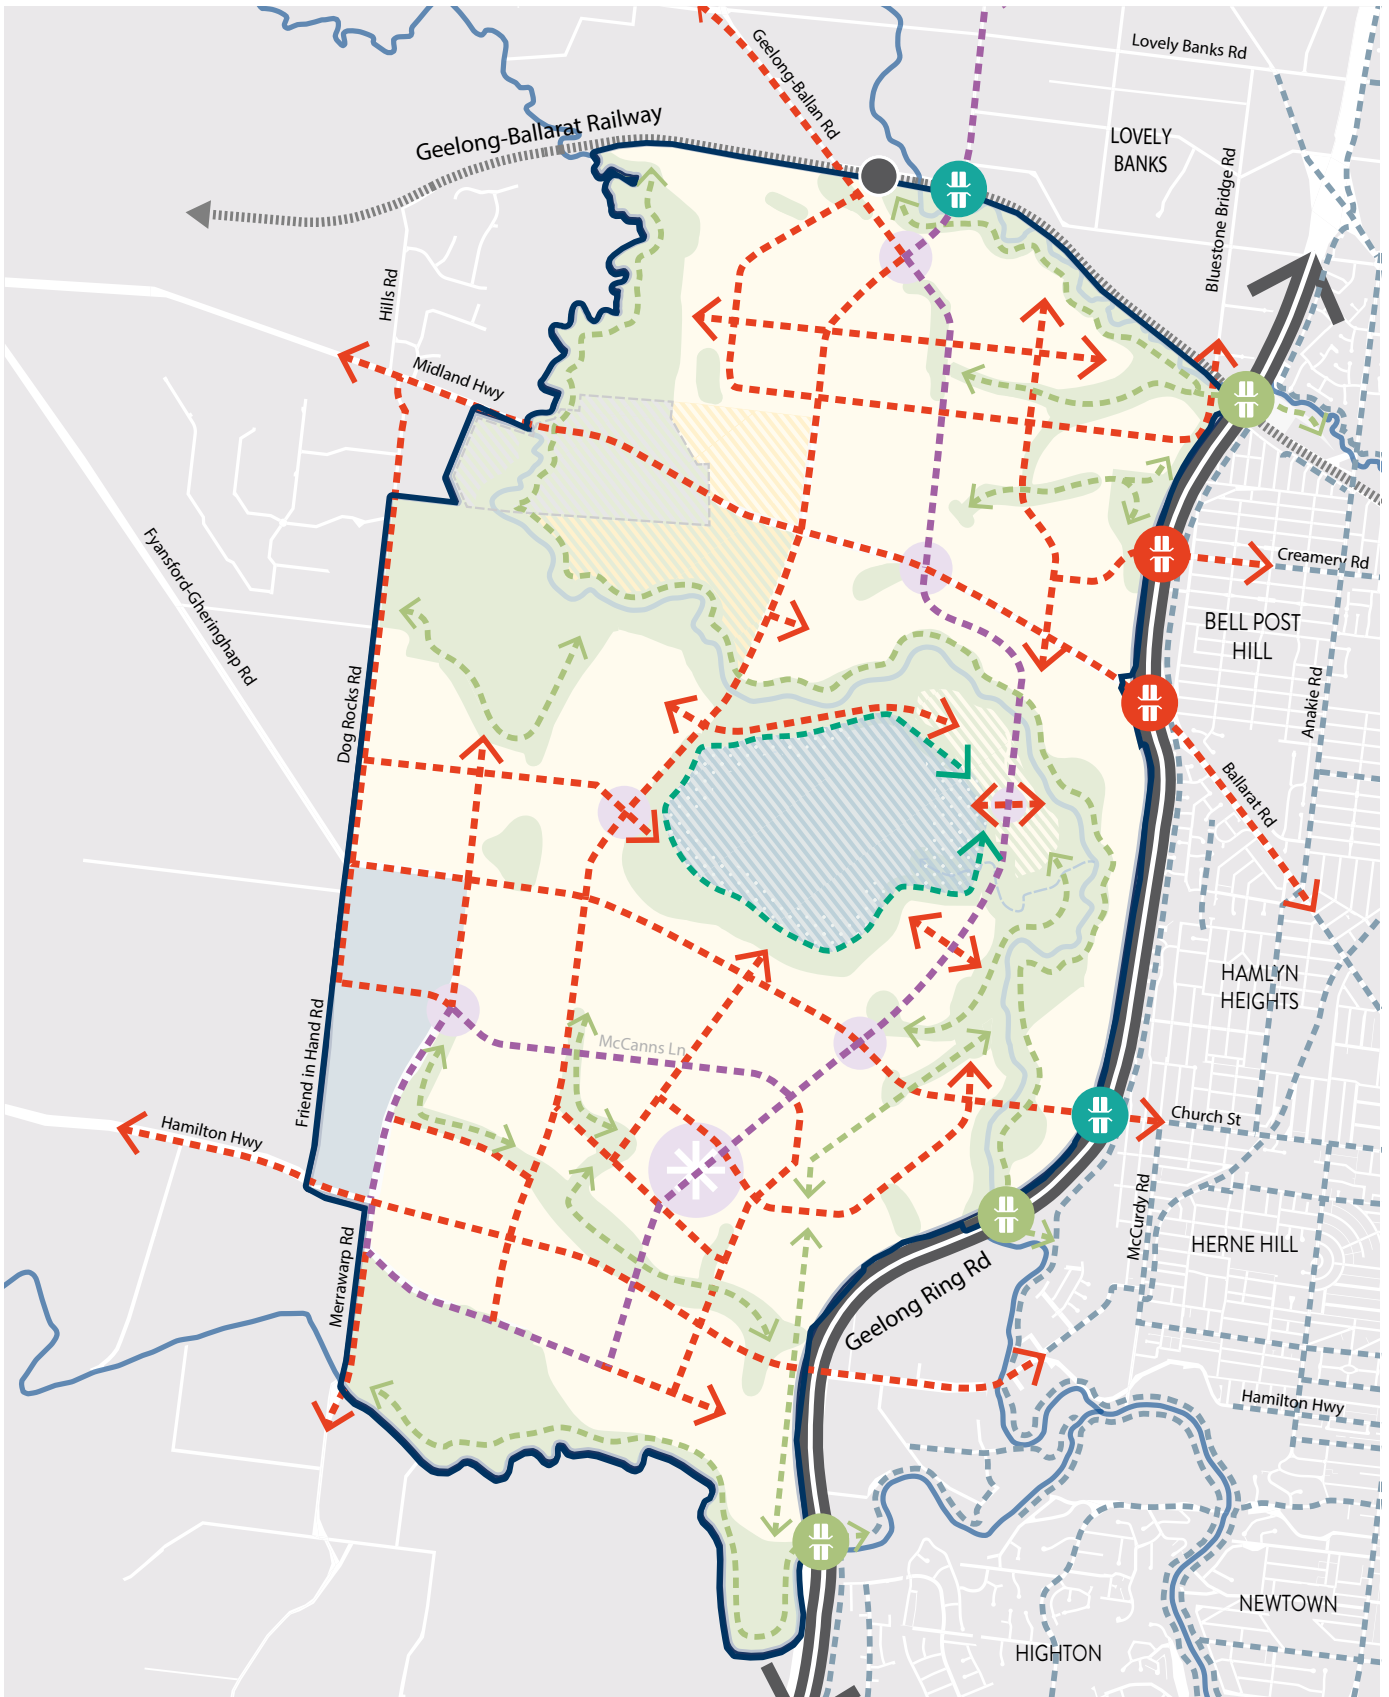 Lovely Banks Rd
Geelong-Ballan Rd
Geelong-Ballarat Railway
LOVELY
BANKS
Bluestone Bridge Rd
Hills Rd
Midland Hwy
Fyansford-Gheringhap Rd
Creamery Rd
BELL POST
HILL
Anakie Rd
Dog Rocks Rd
Ballarat Rd
HAMLYN
HEIGHTS
Friend in Hand Rd
McCanns Ln
Hamilton Hwy
Church St
McCurdy Rd
Merrawarp Rd
HERNE HILL
Geelong Ring Rd
Hamilton Hwy
NEWTOWN
HIGHTON